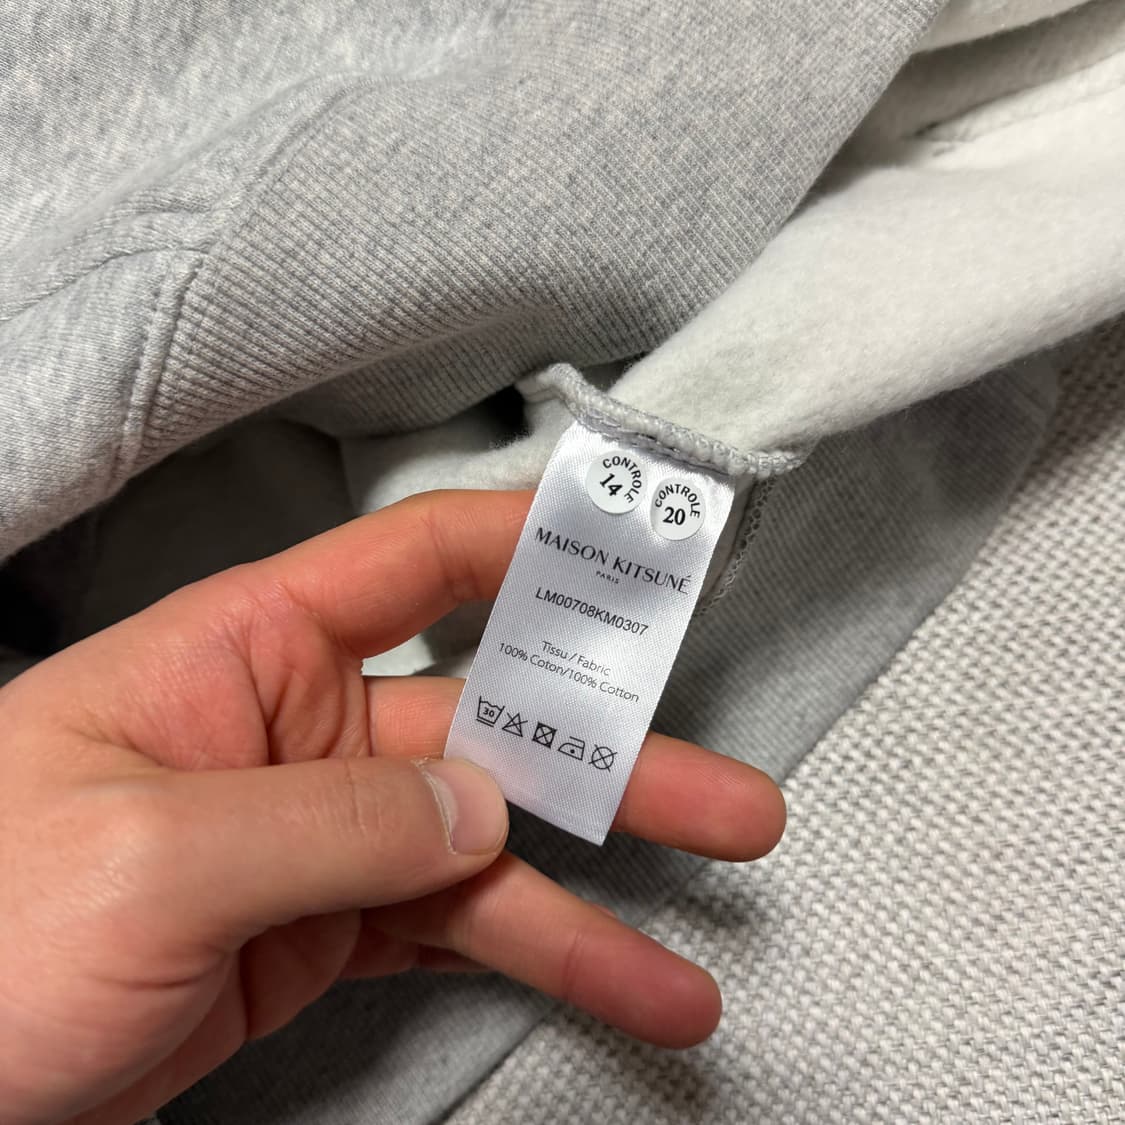 CONTROLE
14
CONTROLE
20
MAISON KITSUNÉ
PARIS
LM00708KM0307
Tissu / Fabric
100% Coton/100% Cotton
30